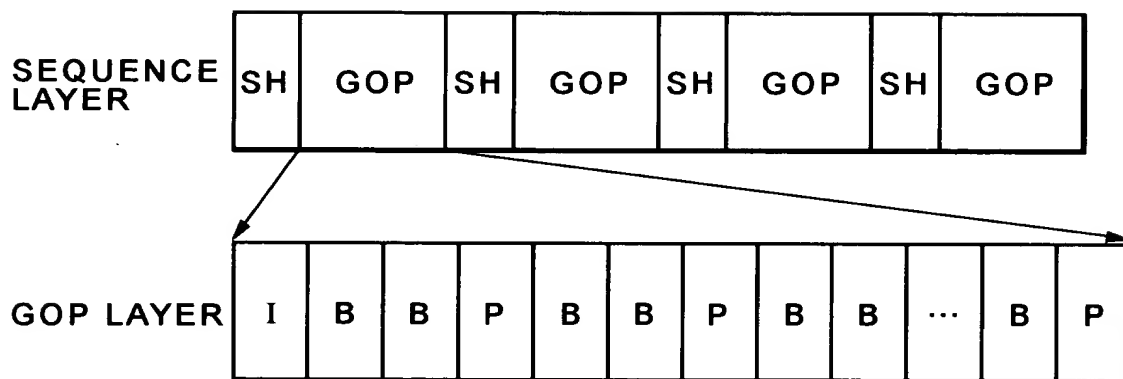 SEQUENCE
LAYER
SH GOP SH GOP SH GOP SH GOP
GOP LAYER I B B P B B P B B ... B P